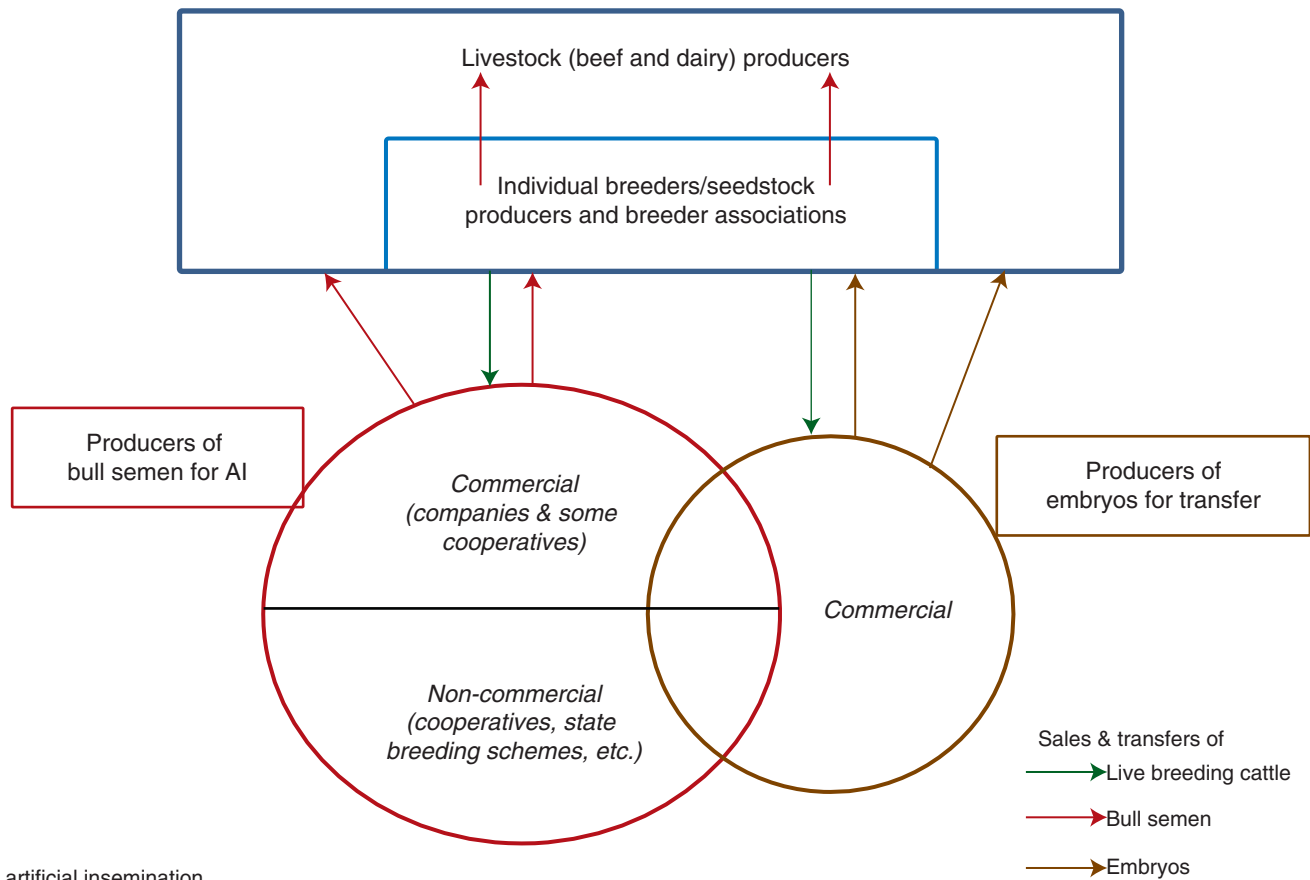 Livestock (beef and dairy) producers
Individual breeders/seedstock
producers and breeder associations
Producers of
bull semen for AI
Commercial
(companies & some
cooperatives)
Producers of
embryos for transfer
Commercial
Non-commercial
(cooperatives, state
breeding schemes, etc.)
Sales & transfers of
Live breeding cattle
Bull semen
Embryos
artificial insemination